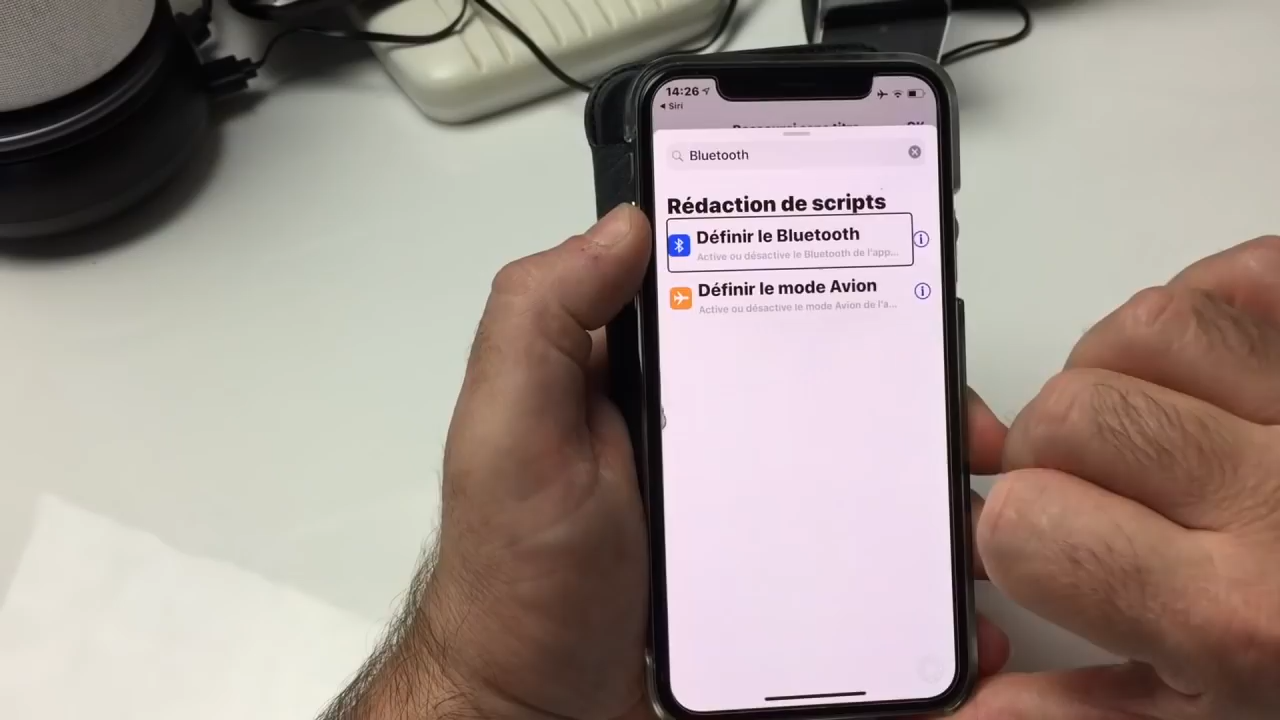 14:26
◀ Siri
OK
Bluetooth
Rédaction de scripts
Définir le Bluetooth
Active ou désactive le Bluetooth de l'app...
Définir le mode Avion
Active ou désactive le mode Avion de l'a...